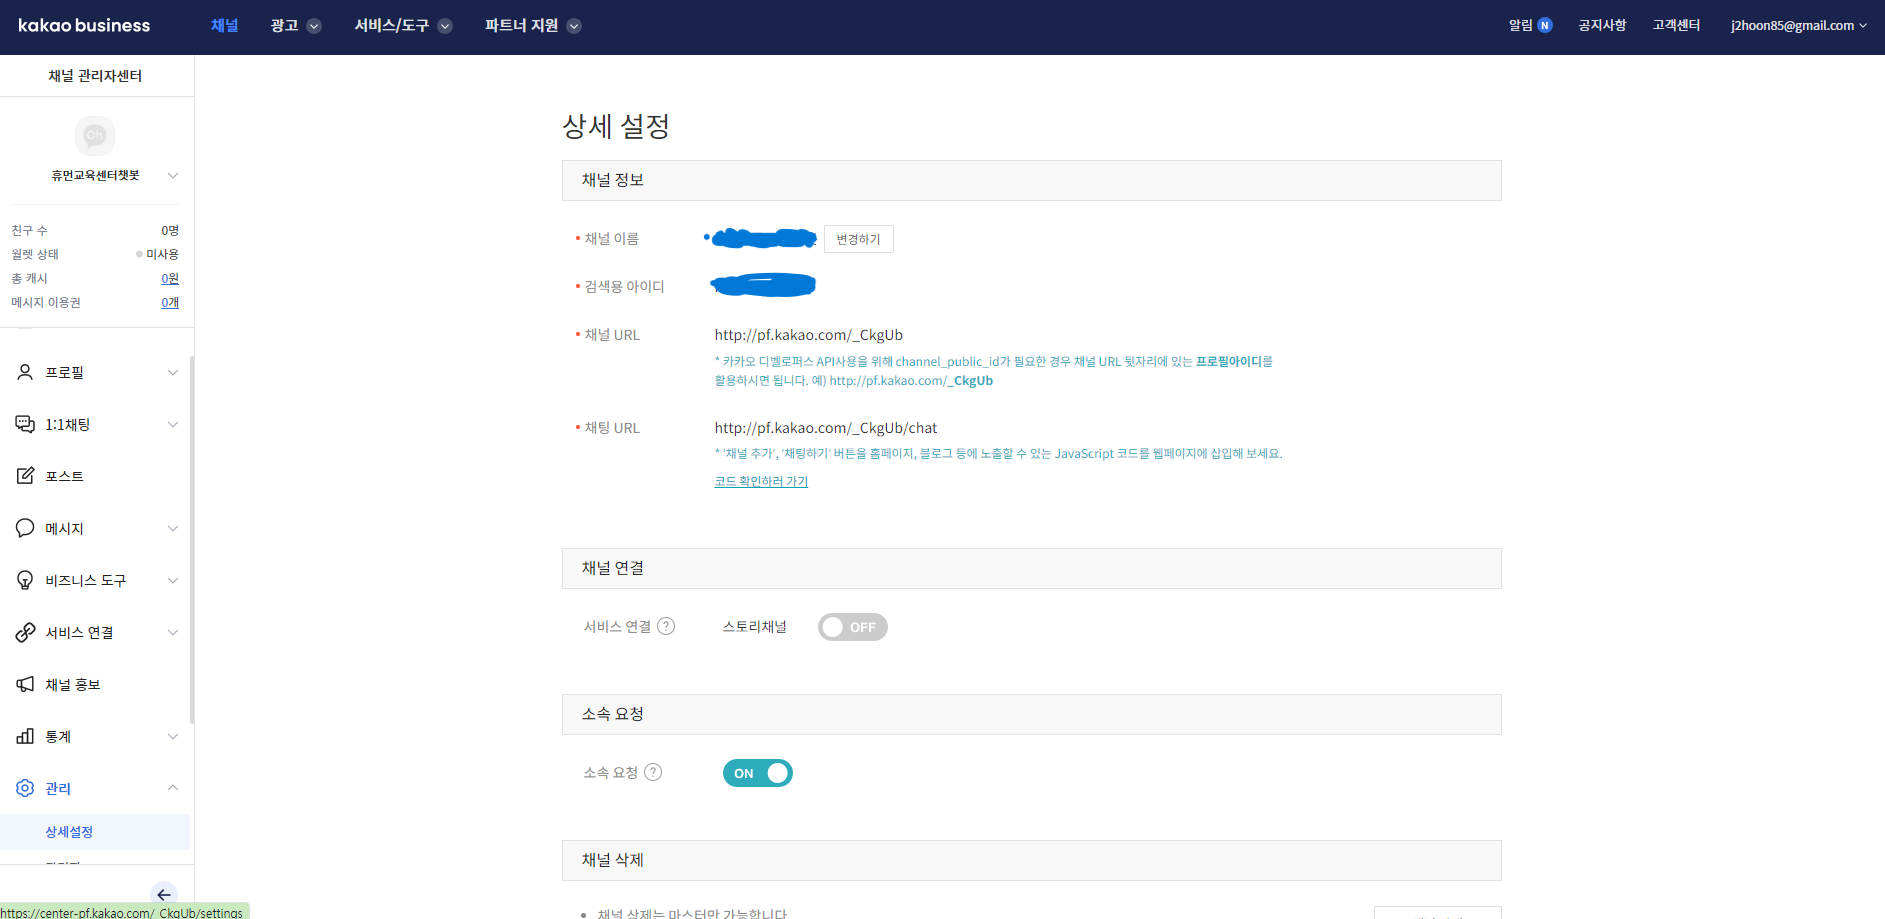 kakao business
채널
광고
서비스/도구
파트너 지원
알림 N
공지사항
고객센터
j2hoon85@gmail.com
채널 관리자센터
Ch
휴먼교육센터챗봇
친구 수 0명
월렛 상태 미사용
총 캐시 0원
메시지 이용권 0개
프로필
1:1채팅
포스트
메시지
비즈니스 도구
서비스 연결
채널 홍보
통계
관리
상세설정
https://center-pf.kakao.com/_CkgUb/settings
상세 설정
채널 정보
• 채널 이름 변경하기
• 검색용 아이디
• 채널 URL http://pf.kakao.com/_CkgUb
* 카카오 디벨로퍼스 API사용을 위해 channel_public_id가 필요한 경우 채널 URL 뒷자리에 있는 프로필아이디를
활용하시면 됩니다. 예) http://pf.kakao.com/_CkgUb
• 채팅 URL http://pf.kakao.com/_CkgUb/chat
* '채널 추가', '채팅하기' 버튼을 홈페이지, 블로그 등에 노출할 수 있는 JavaScript 코드를 웹페이지에 삽입해 보세요.
코드 확인하러 가기
채널 연결
서비스 연결 ? 스토리채널 OFF
소속 요청
소속 요청 ? ON
채널 삭제
• 채널 삭제는 마스터만 가능합니다